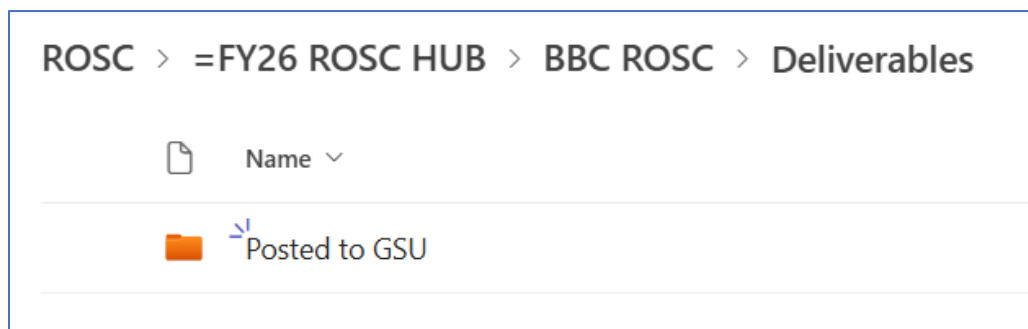 ROSC > =FY26 ROSC HUB > BBC ROSC > Deliverables
Name
Posted to GSU